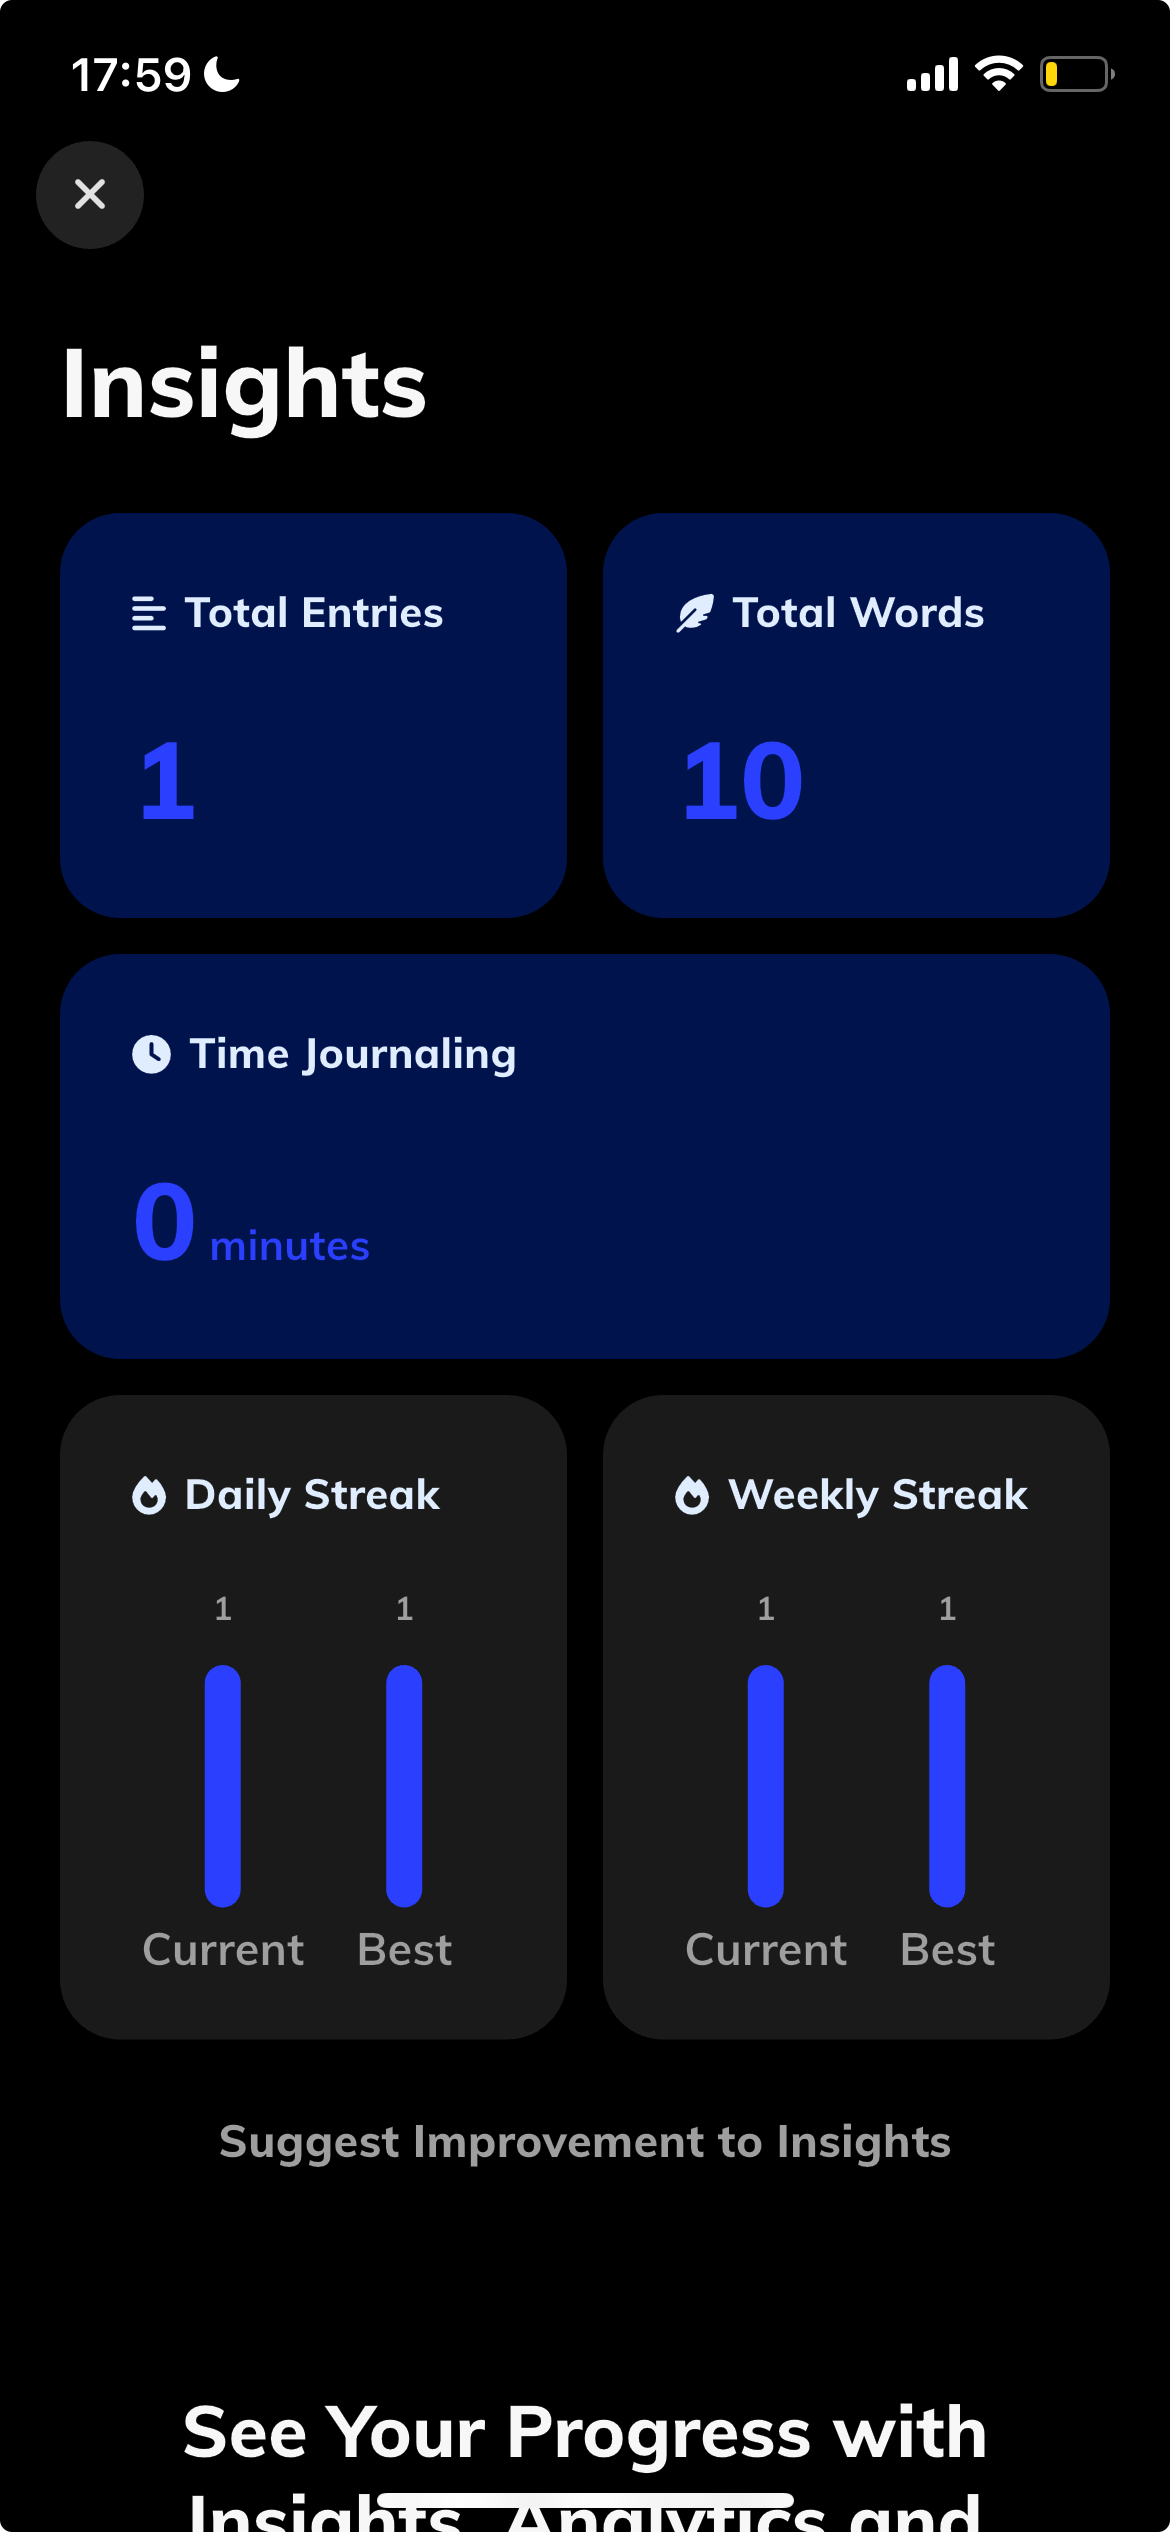 17:59
Insights
Total Entries
1
Total Words
10
Time Journaling
0 minutes
Daily Streak
1 1
Current Best
Weekly Streak
1 1
Current Best
Suggest Improvement to Insights
See Your Progress with
Insights, Analytics and